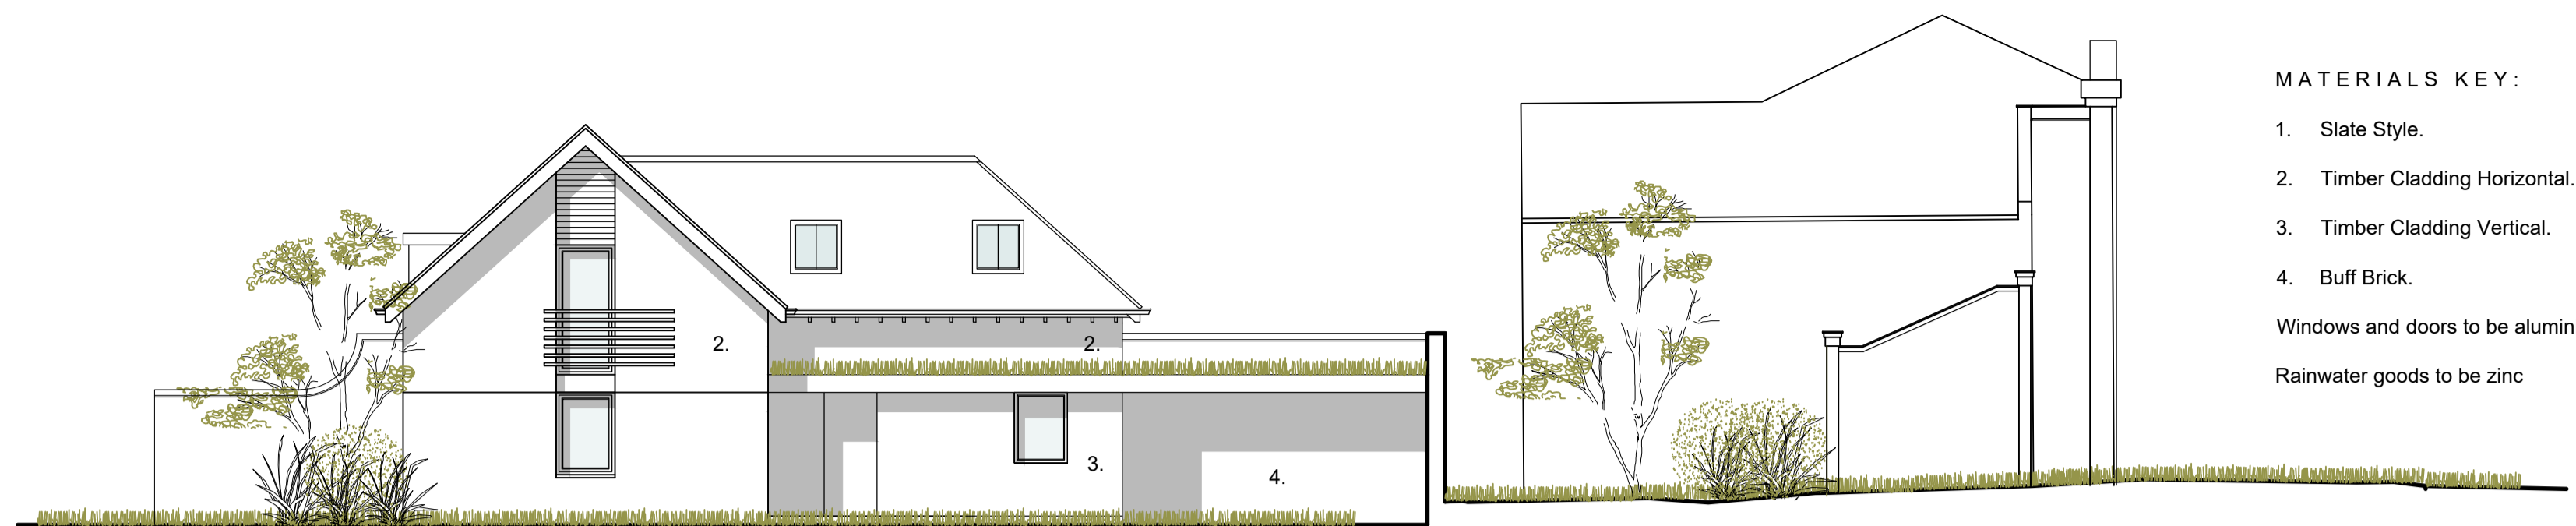 MATERIALS KEY:
1. Slate Style.
2. Timber Cladding Horizontal.
3. Timber Cladding Vertical.
4. Buff Brick.
Windows and doors to be alumin
Rainwater goods to be zinc
2.
2.
3.
4.